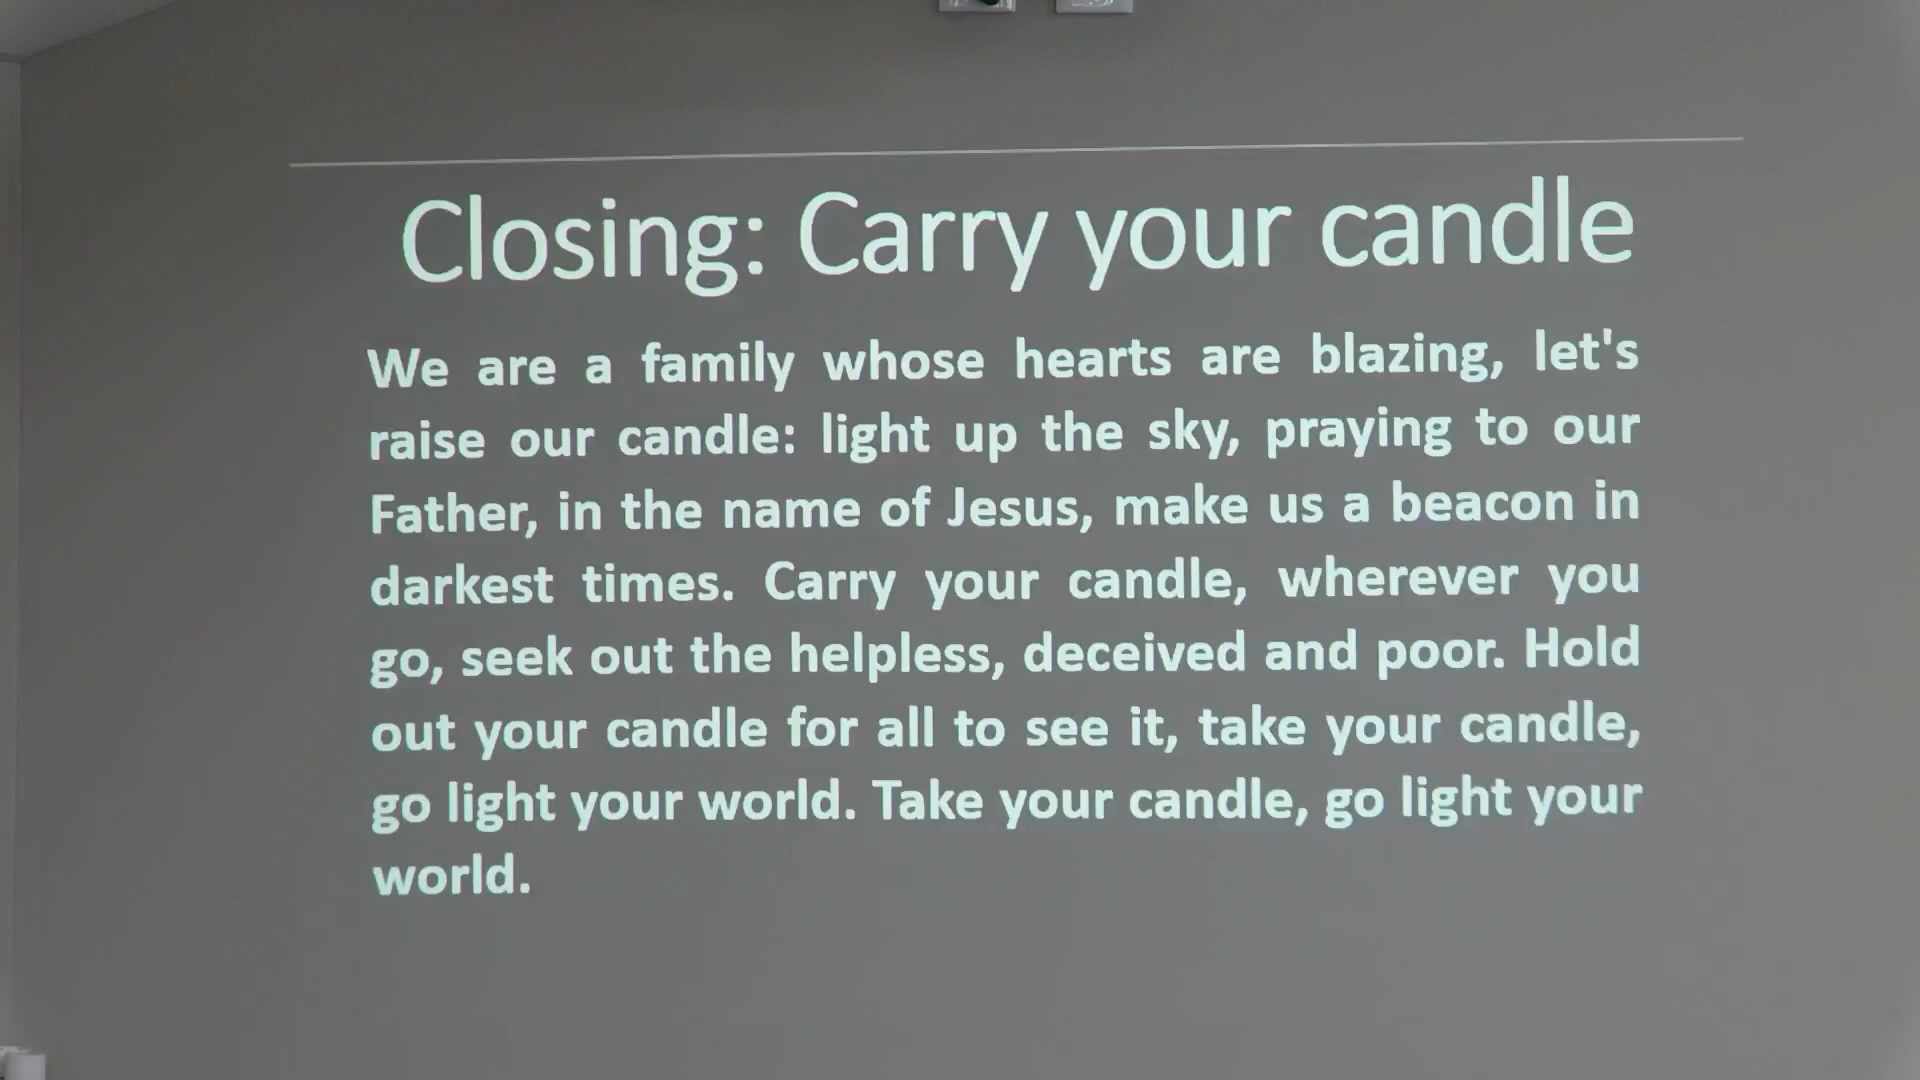 Closing: Carry your candle
We are a family whose hearts are blazing, let's
raise our candle: light up the sky, praying to our
Father, in the name of Jesus, make us a beacon in
darkest times. Carry your candle, wherever you
go, seek out the helpless, deceived and poor. Hold
out your candle for all to see it, take your candle,
go light your world. Take your candle, go light your
world.